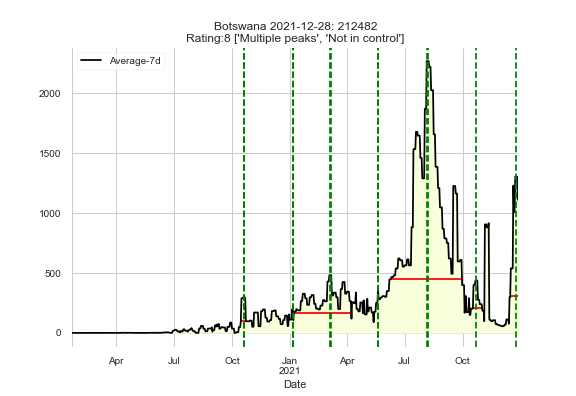 Botswana 2021-12-28: 212482
Rating:8 ['Multiple peaks', 'Not in control']
Average-7d
2000
1500
1000
500
0
Apr
Jul
Oct
Jan
2021
Apr
Jul
Oct
Date